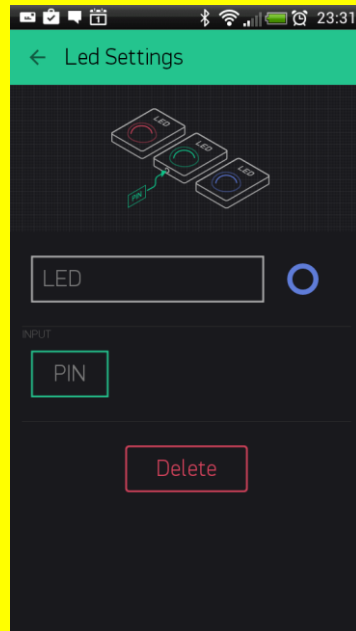 23:31
Led Settings
LED
LED
LED
PIN
LED
INPUT
PIN
Delete